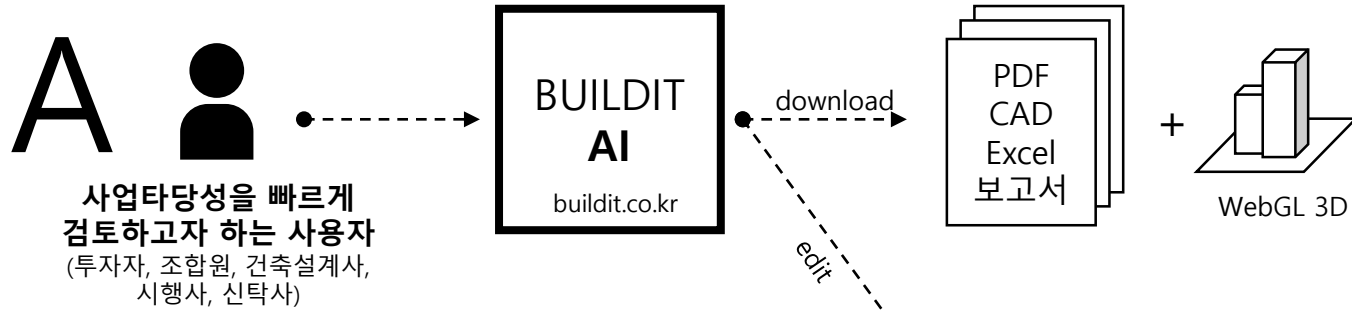 A
사업타당성을 빠르게
검토하고자 하는 사용자
(투자자, 조합원, 건축설계사,
시행사, 신탁사)
BUILDIT
AI
buildit.co.kr
download
edit
PDF
CAD
Excel
보고서
+
WebGL 3D